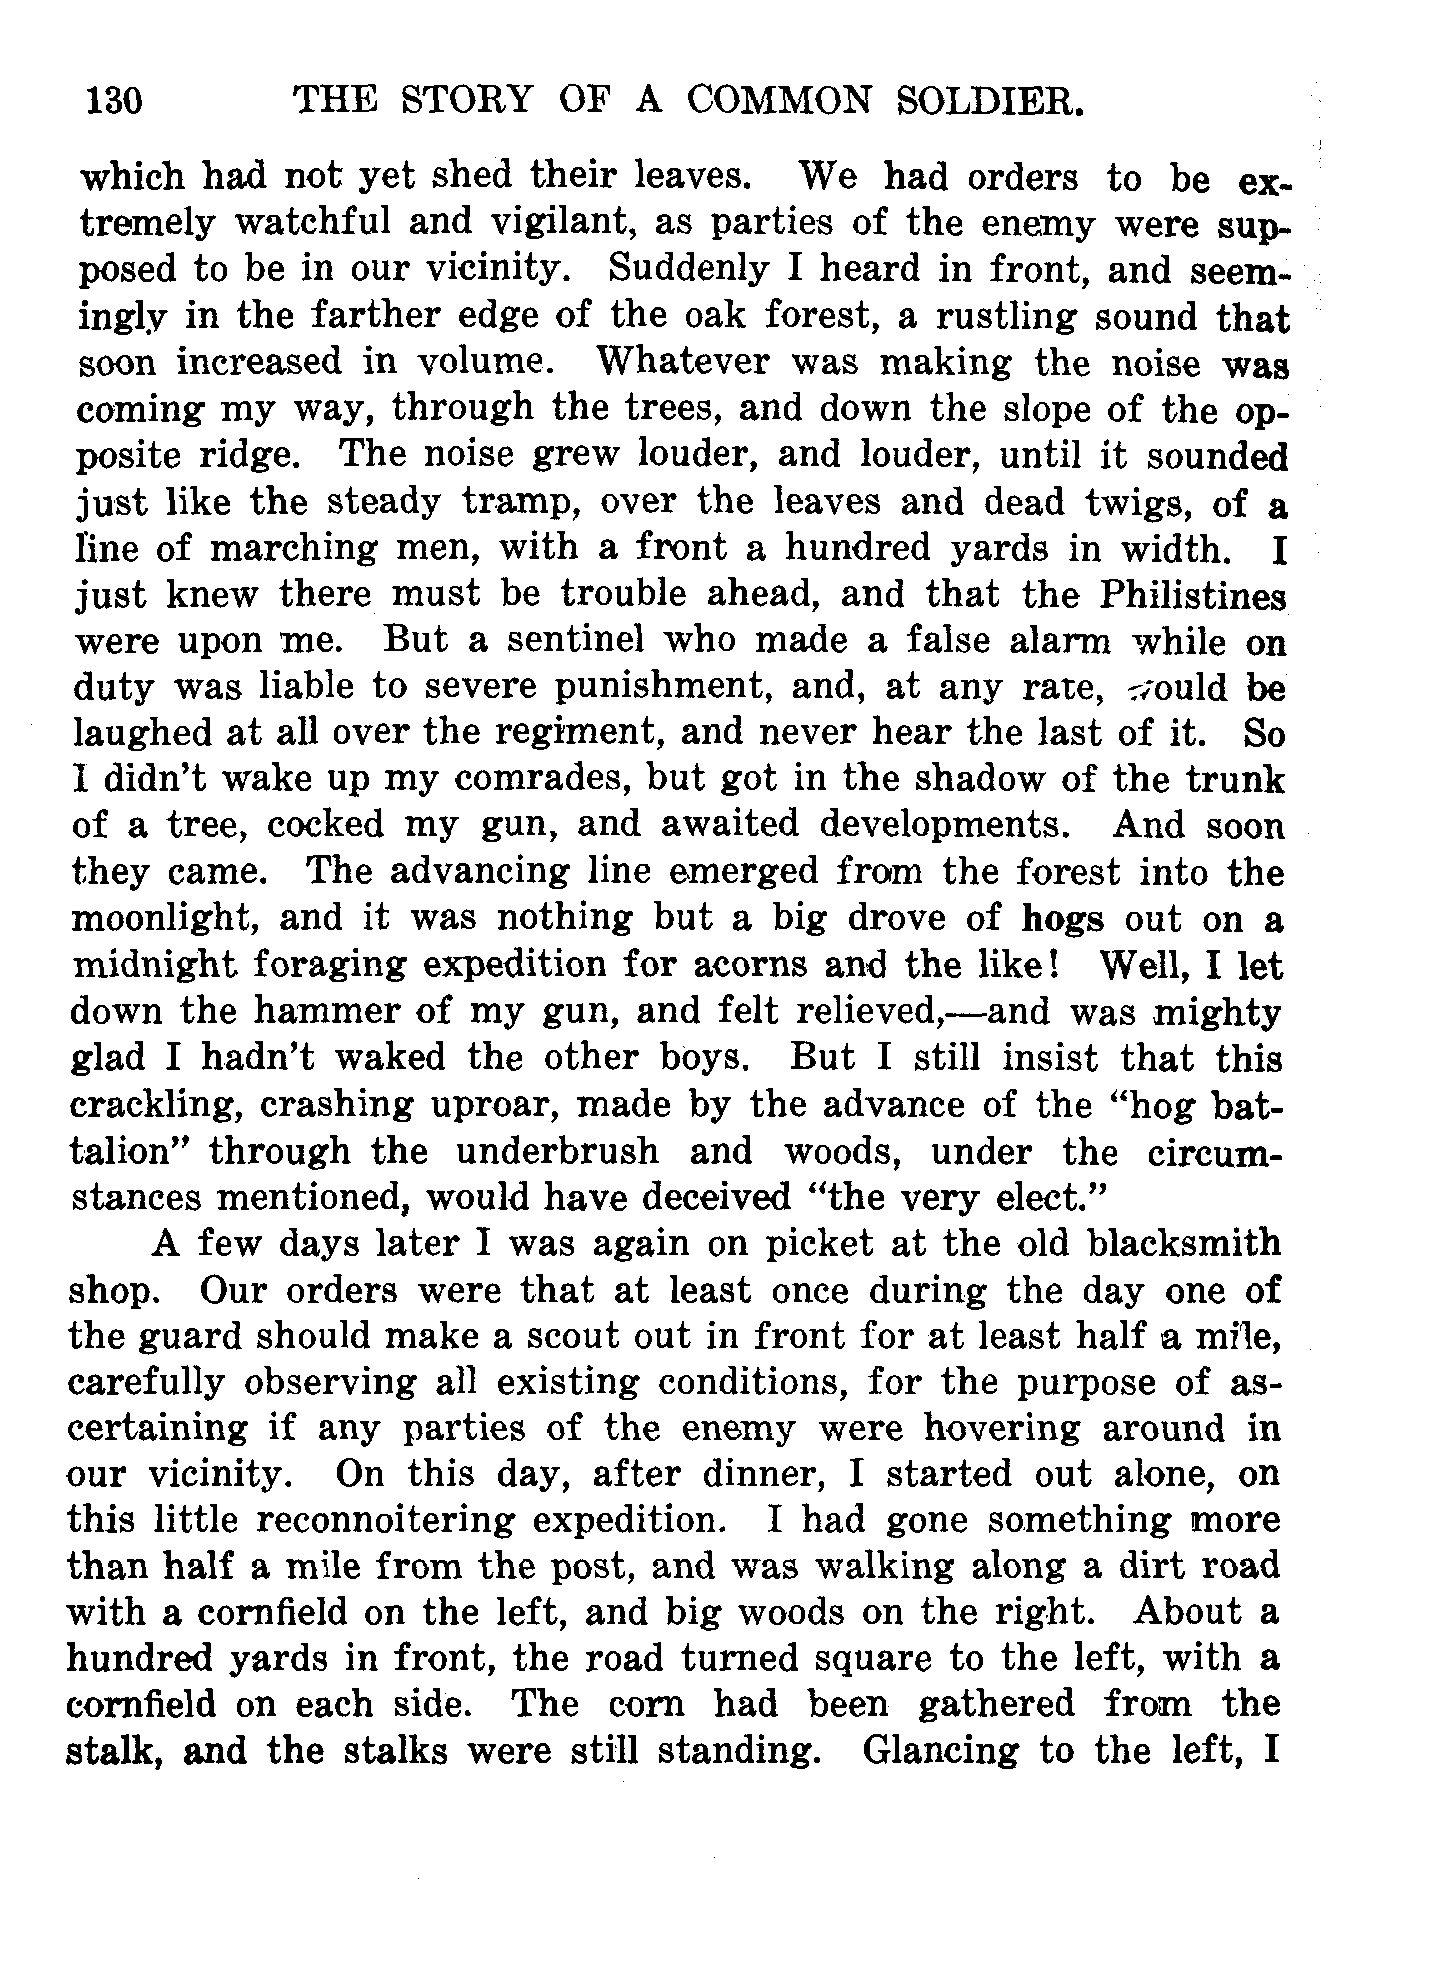 130 THE STORY OF A COMMON SOLDIER.
which had not yet shed their leaves. We had orders to be ex-
tremely watchful and vigilant, as parties of the enemy were sup-
posed to be in our vicinity. Suddenly I heard in front, and seem-
ingly in the farther edge of the oak forest, a rustling sound that
soon increased in volume. Whatever was making the noise was
coming my way, through the trees, and down the slope of the op-
posite ridge. The noise grew louder, and louder, until it sounded
just like the steady tramp, over the leaves and dead twigs, of a
line of marching men, with a front a hundred yards in width. I
just knew there must be trouble ahead, and that the Philistines
were upon me. But a sentinel who made a false alarm while on
duty was liable to severe punishment, and, at any rate, would be
laughed at all over the regiment, and never hear the last of it. So
I didn't wake up my comrades, but got in the shadow of the trunk
of a tree, cocked my gun, and awaited developments. And soon
they came. The advancing line emerged from the forest into the
moonlight, and it was nothing but a big drove of hogs out on a
midnight foraging expedition for acorns and the like! Well, I let
down the hammer of my gun, and felt relieved,—and was mighty
glad I hadn't waked the other boys. But I still insist that this
crackling, crashing uproar, made by the advance of the "hog bat-
talion" through the underbrush and woods, under the circum-
stances mentioned, would have deceived "the very elect."
A few days later I was again on picket at the old blacksmith
shop. Our orders were that at least once during the day one of
the guard should make a scout out in front for at least half a mile,
carefully observing all existing conditions, for the purpose of as-
certaining if any parties of the enemy were hovering around in
our vicinity. On this day, after dinner, I started out alone, on
this little reconnoitering expedition. I had gone something more
than half a mile from the post, and was walking along a dirt road
with a cornfield on the left, and big woods on the right. About a
hundred yards in front, the road turned square to the left, with a
cornfield on each side. The corn had been gathered from the
stalk, and the stalks were still standing. Glancing to the left, I